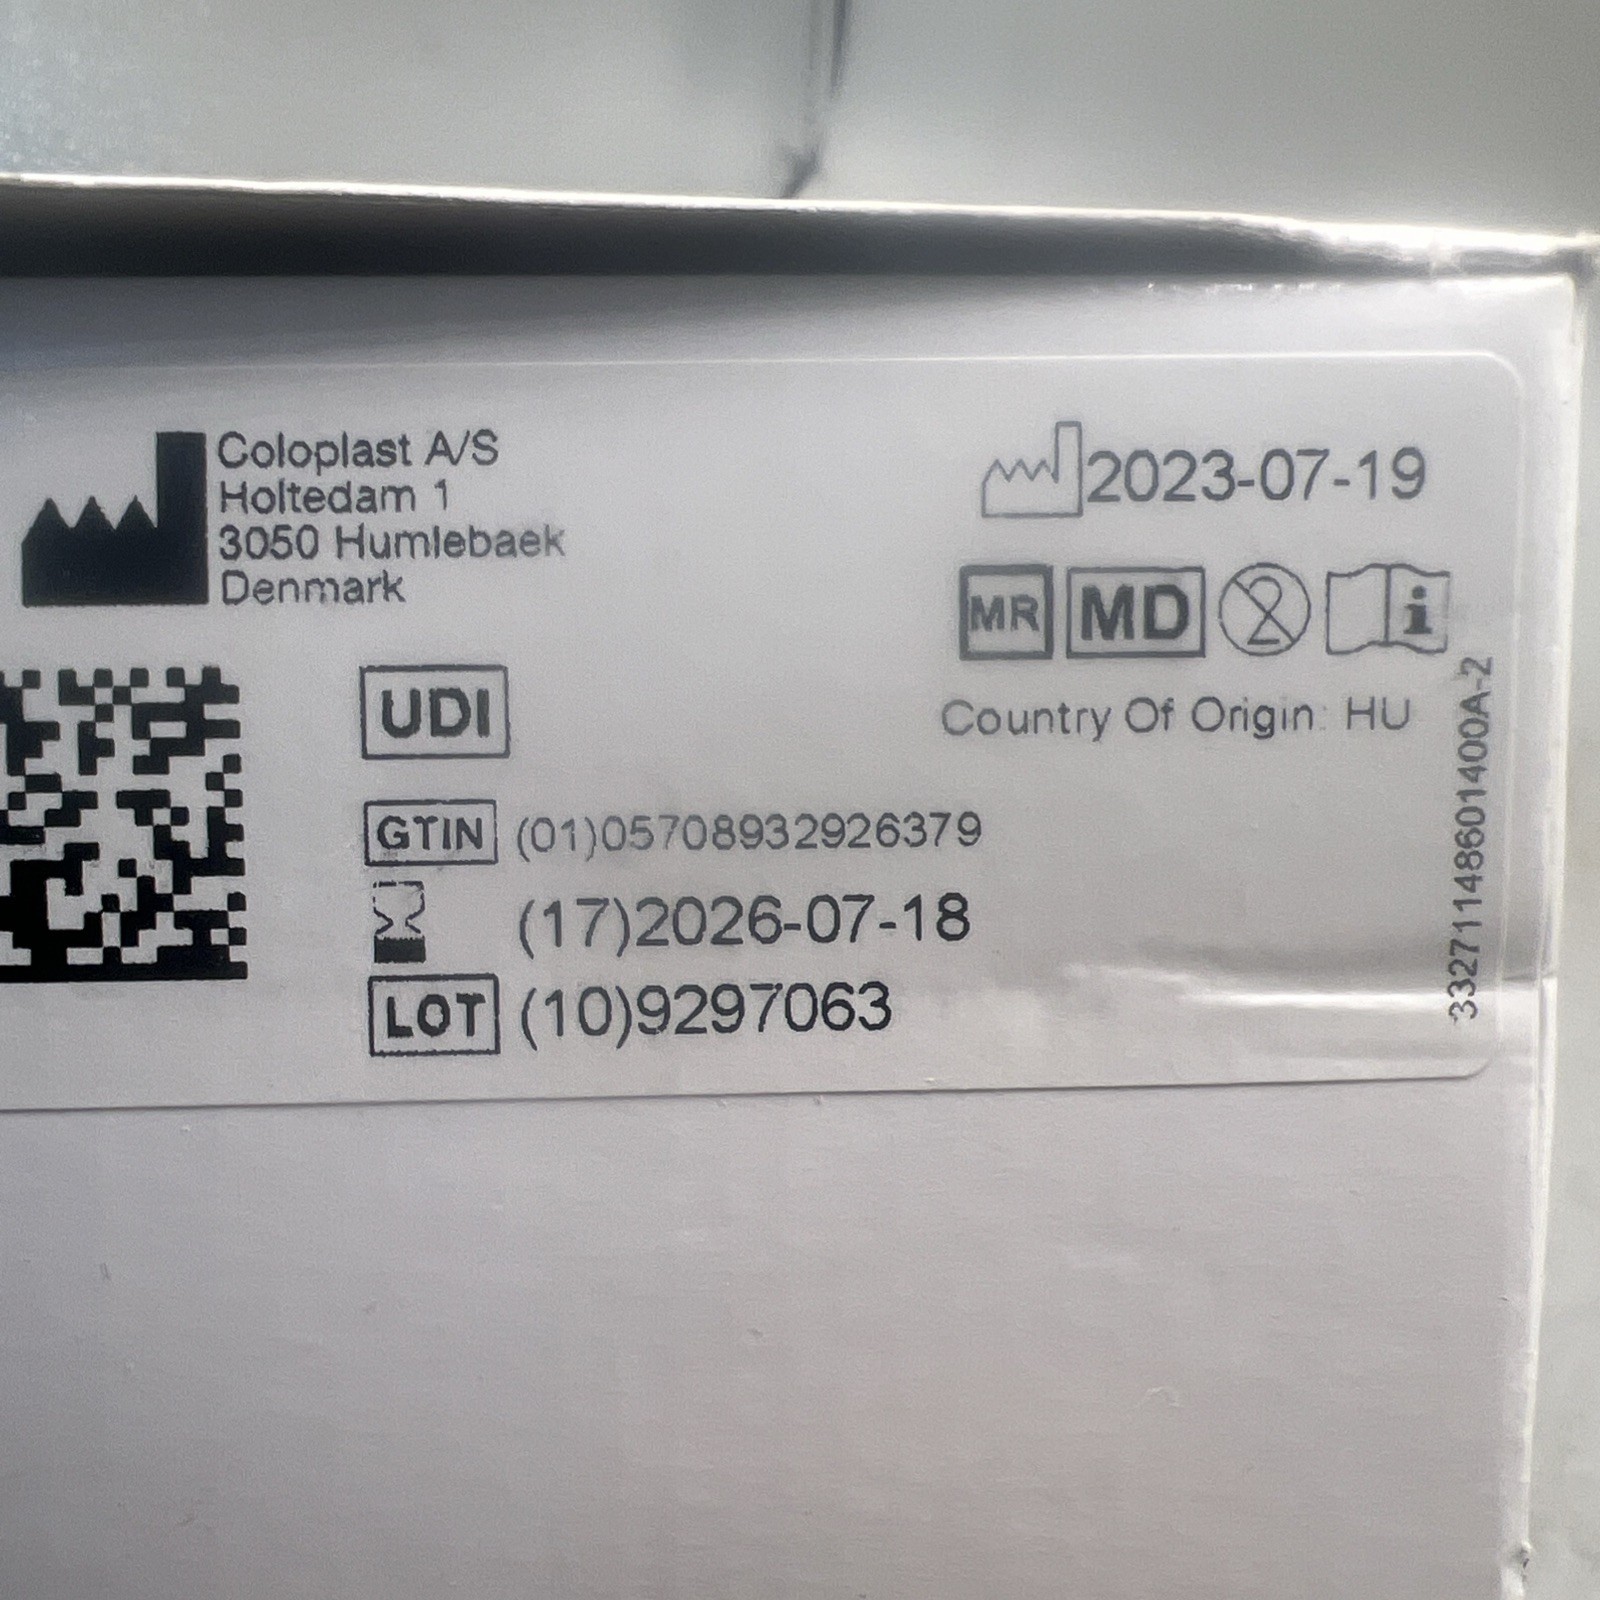 Coloplast A/S
Holtedam 1
3050 Humlebaek
Denmark
2023-07-19
MR MD 2 i
Country Of Origin: HU
UDI
GTIN (01)05708932926379
(17)2026-07-18
LOT (10)9297063
33271148601400A-2